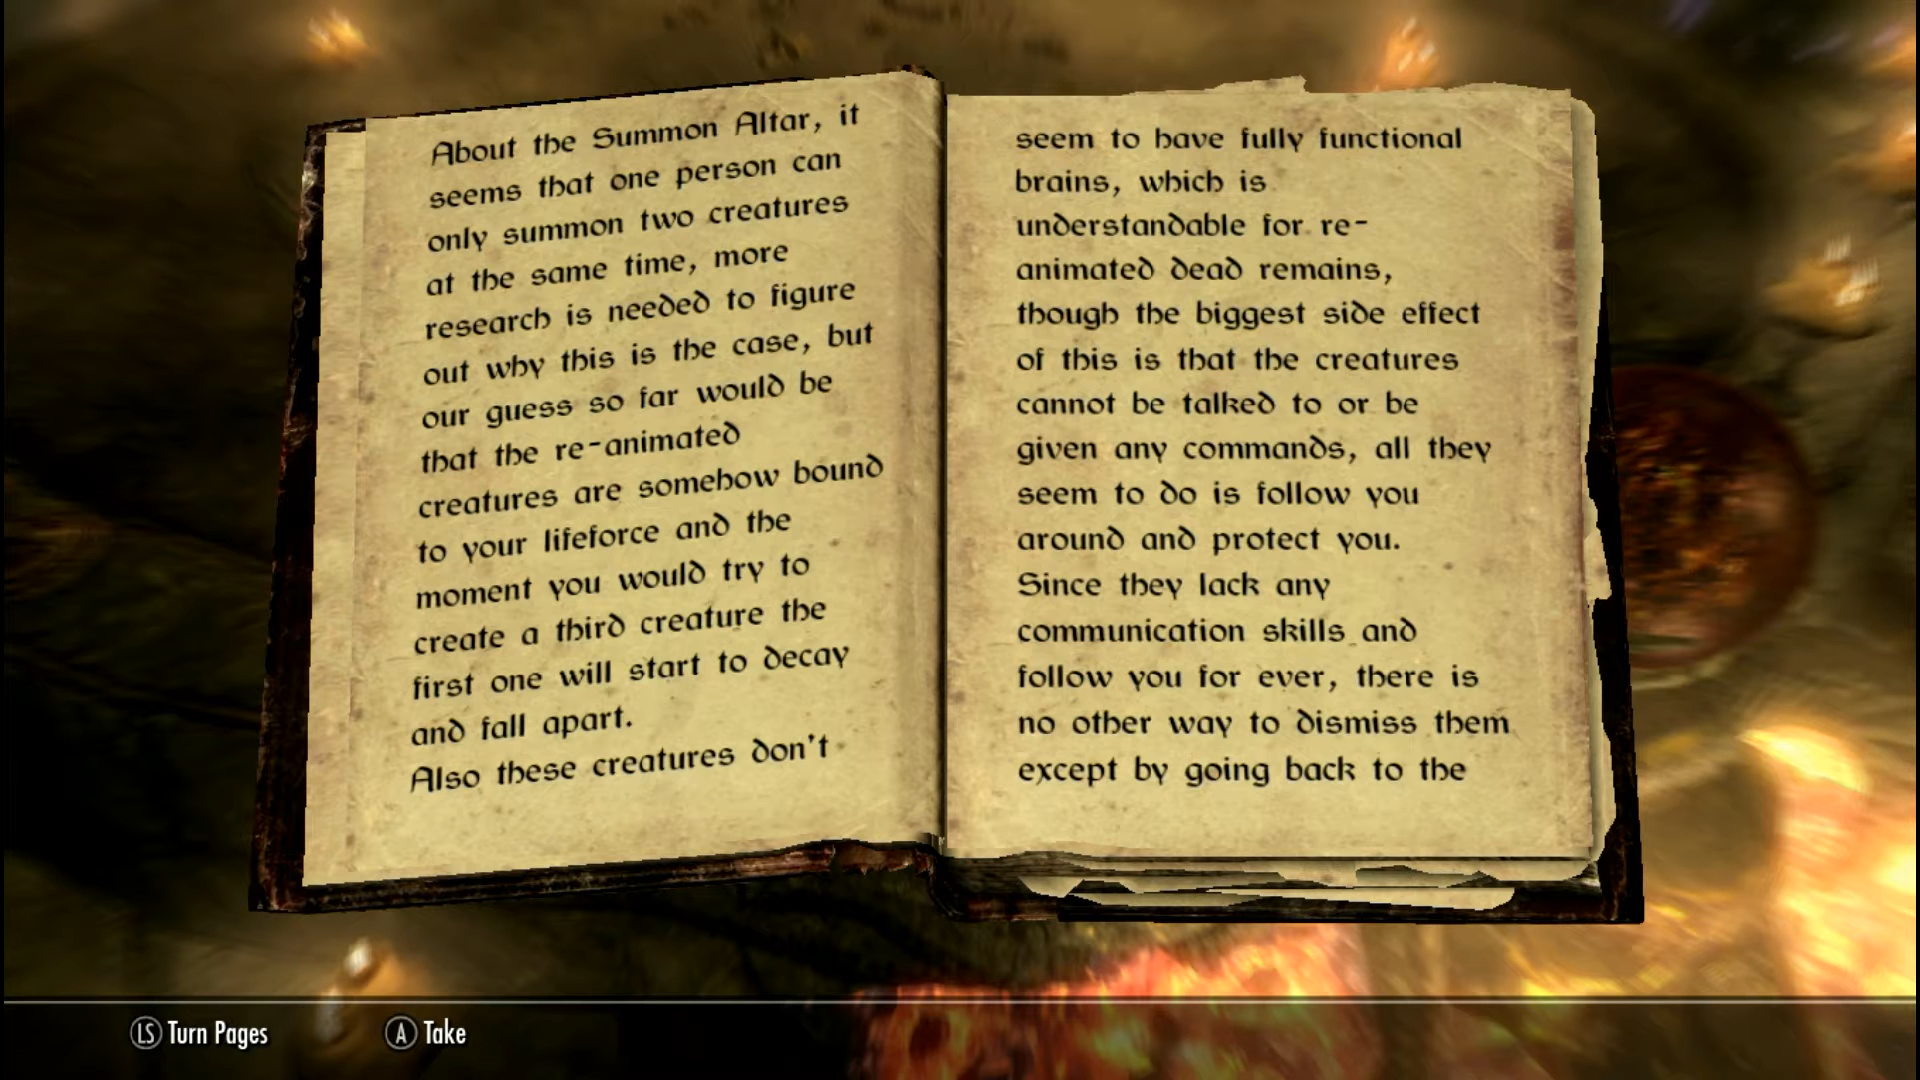 About the Summon Altar, it
seems that one person can
only summon two creatures
at the same time, more
research is needed to figure
out why this is the case, but
our guess so far would be
that the re-animated
creatures are somehow bound
to your lifeforce and the
moment you would try to
create a third creature the
first one will start to decay
and fall apart.
Also these creatures don't
seem to have fully functional
brains, which is
understandable for re-
animated dead remains,
though the biggest side effect
of this is that the creatures
cannot be talked to or be
given any commands, all they
seem to do is follow you
around and protect you.
Since they lack any
communication skills and
follow you for ever, there is
no other way to dismiss them
except by going back to the
LS Turn Pages
A Take